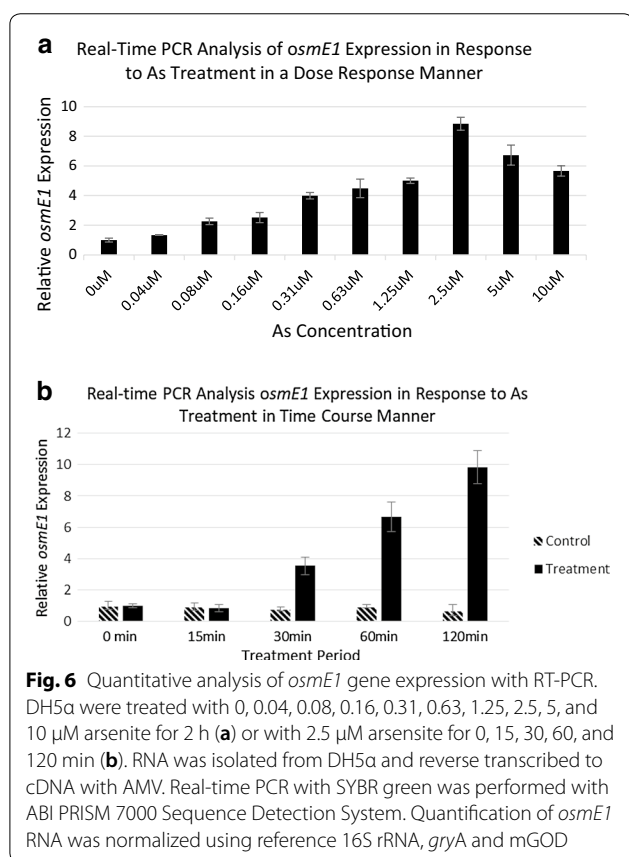 a Real-Time PCR Analysis of osmE1 Expression in Response
to As Treatment in a Dose Response Manner
Relative osmE1 Expression
10
8
6
4
2
0
0uM 0.04uM 0.08uM 0.16uM 0.31uM 0.63uM 1.25uM 2.5uM 5uM 10uM
As Concentration
b Real-time PCR Analysis osmE1 Expression in Response to As
Treatment in Time Course Manner
Relative osmE1 Expression
12
10
8
6
4
2
0
0 min 15min 30min 60min 120min
Treatment Period
Control
Treatment
Fig. 6 Quantitative analysis of osmE1 gene expression with RT-PCR.
DH5α were treated with 0, 0.04, 0.08, 0.16, 0.31, 0.63, 1.25, 2.5, 5, and
10 μM arsenite for 2 h (a) or with 2.5 μM arsensite for 0, 15, 30, 60, and
120 min (b). RNA was isolated from DH5α and reverse transcribed to
cDNA with AMV. Real-time PCR with SYBR green was performed with
ABI PRISM 7000 Sequence Detection System. Quantification of osmE1
RNA was normalized using reference 16S rRNA, gryA and mGOD